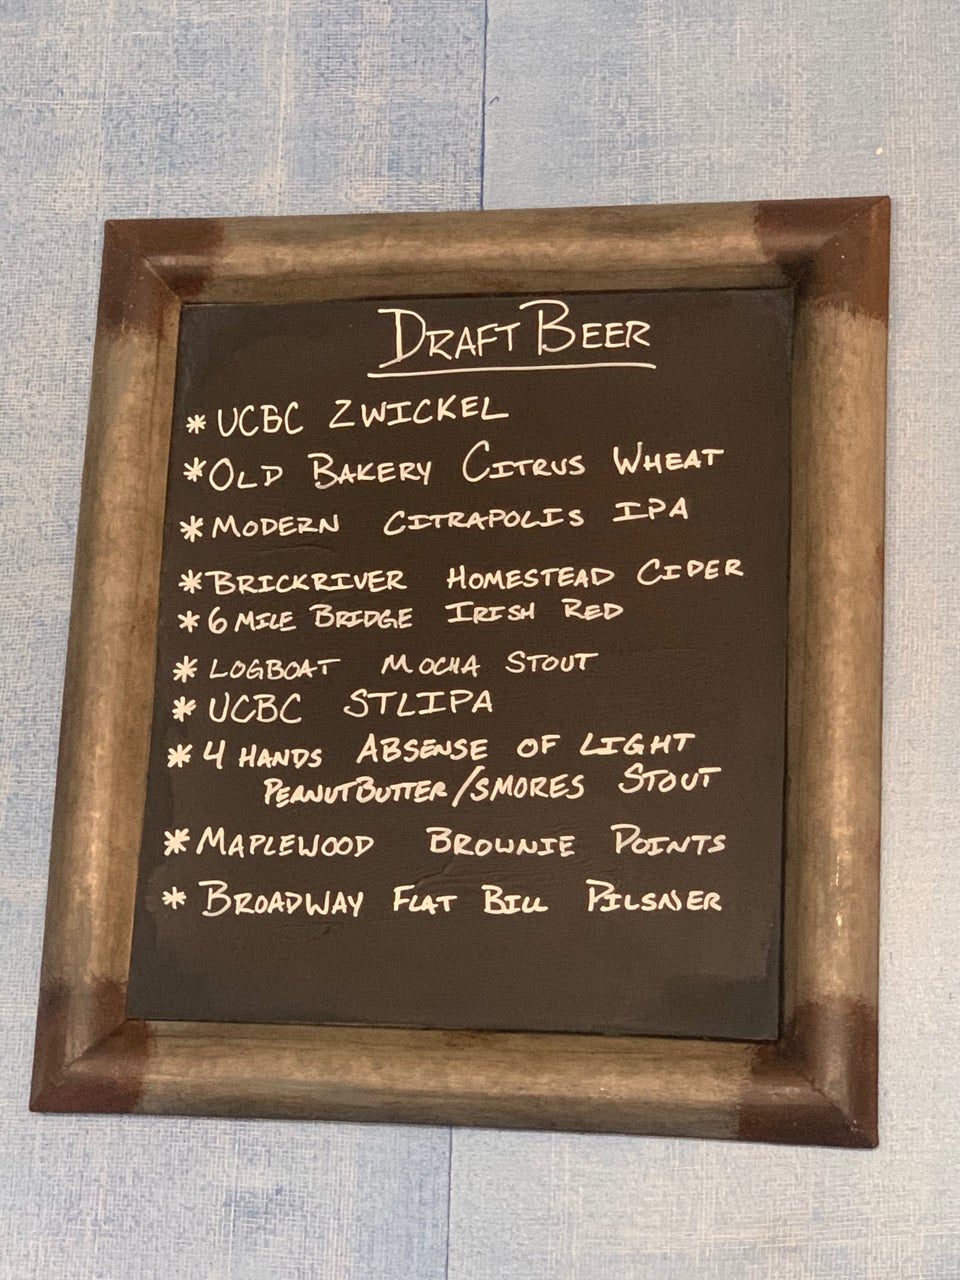 DRAFT BEER
* UCBC ZWICKEL
* OLD BAKERY CITRUS WHEAT
* MODERN CITRAPOLIS IPA
* BRICKRIVER HOMESTEAD CIDER
* 6 MILE BRIDGE IRISH RED
* LOGBOAT MOCHA STOUT
* UCBC STLIPA
* 4 HANDS ABSENSE OF LIGHT
PEANUTBUTTER/SMORES STOUT
* MAPLEWOOD BROWNIE POINTS
* BROADWAY FLAT BILL PILSNER